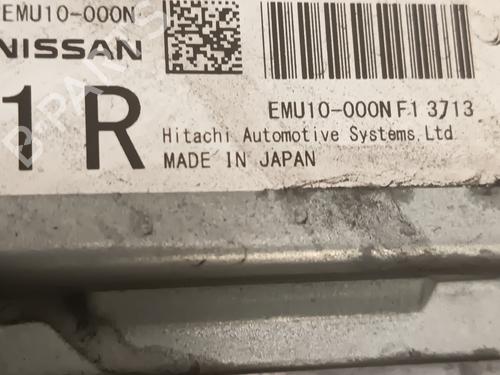 EMU10-000N
NISSAN
1R
EMU10-000N F1 3713
Hitachi Automotive Systems,Ltd.
MADE IN JAPAN